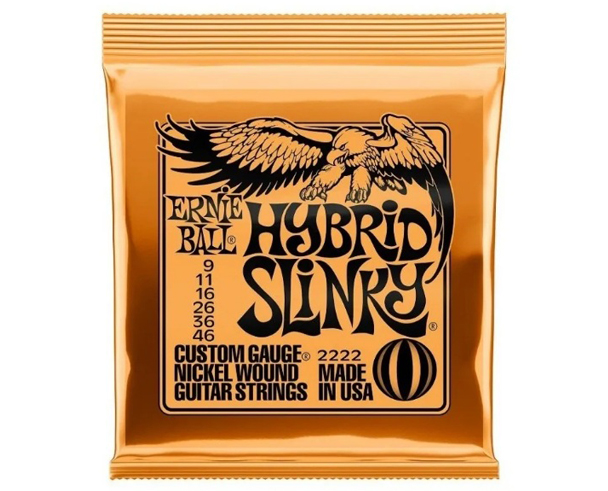 ERNIE
BALL®
HYBRID
SLINKY®
9
11
16
26
36
46
CUSTOM GAUGE® 2222
NICKEL WOUND MADE
GUITAR STRINGS IN USA